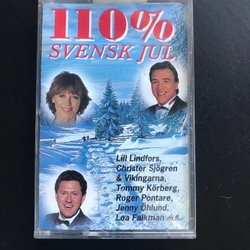 110%
SVENSK JUL
Lill Lindfors,
Christer Sjögren
& Vikingarna,
Tommy Körberg,
Roger Pontare,
Jenny Öhlund,
Loa Falkman m.fl.